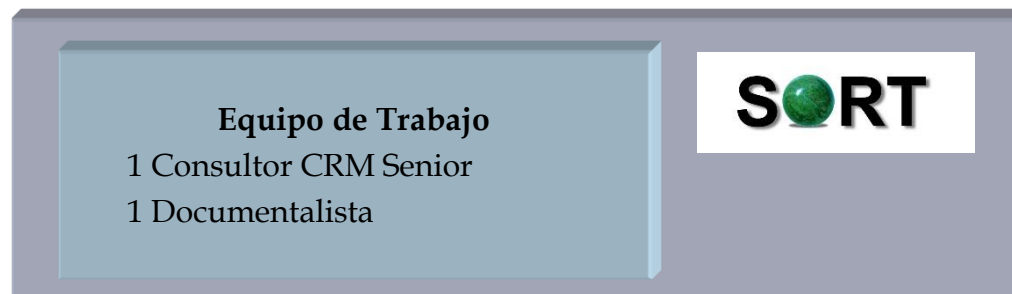 Equipo de Trabajo
1 Consultor CRM Senior
1 Documentalista
SORT